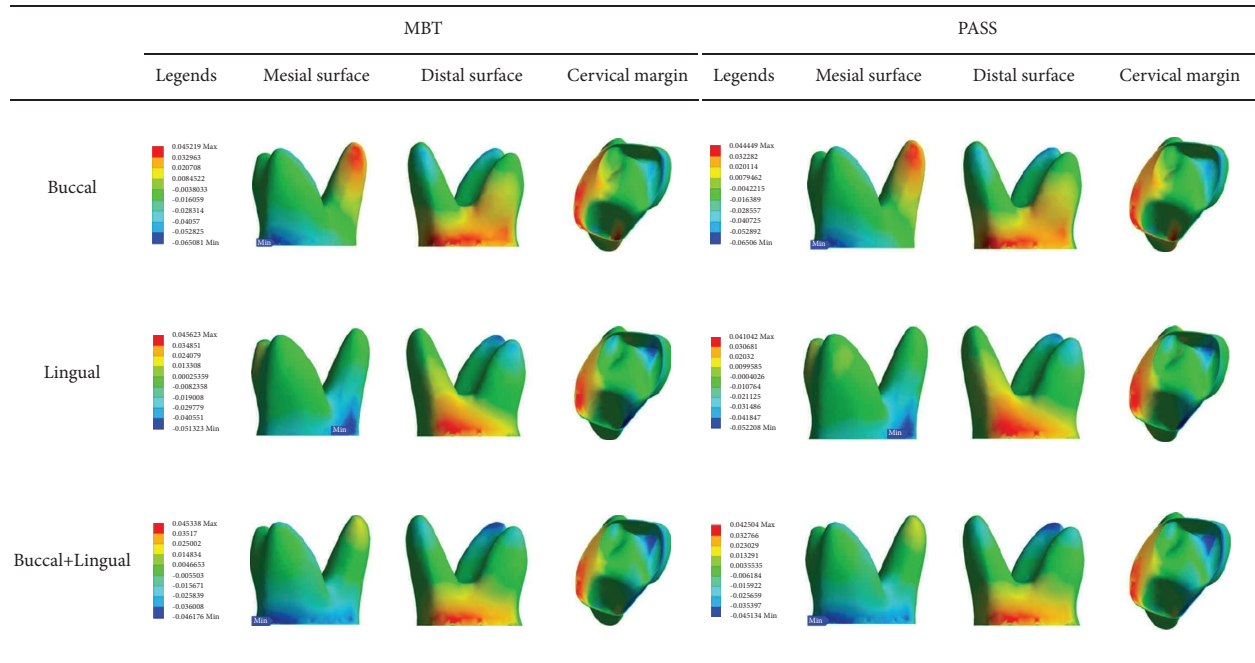 MBT PASS
Legends Mesial surface Distal surface Cervical margin Legends Mesial surface Distal surface Cervical margin
Buccal
0.045219 Max
0.032963
0.020708
0.0084522
-0.0038033
-0.016059
-0.028314
-0.04057
-0.052825
-0.065081 Min
Min
0.044449 Max
0.032282
0.020114
0.0079462
-0.0042215
-0.016389
-0.028557
-0.040725
-0.052892
-0.06506 Min
Min
Lingual
0.045623 Max
0.034851
0.024079
0.013308
0.00025359
-0.0082358
-0.019008
-0.029779
-0.040551
-0.051323 Min
Min
0.041042 Max
0.030681
0.02032
0.0099585
-0.0004026
-0.010764
-0.021125
-0.031486
-0.041847
-0.052208 Min
Min
Buccal+Lingual
0.045338 Max
0.03517
0.025002
0.014834
0.0046653
-0.005503
-0.015671
-0.025839
-0.036008
-0.046176 Min
Min
0.042504 Max
0.032766
0.023029
0.013291
0.0035535
-0.006184
-0.015922
-0.025659
-0.035397
-0.045134 Min
Min